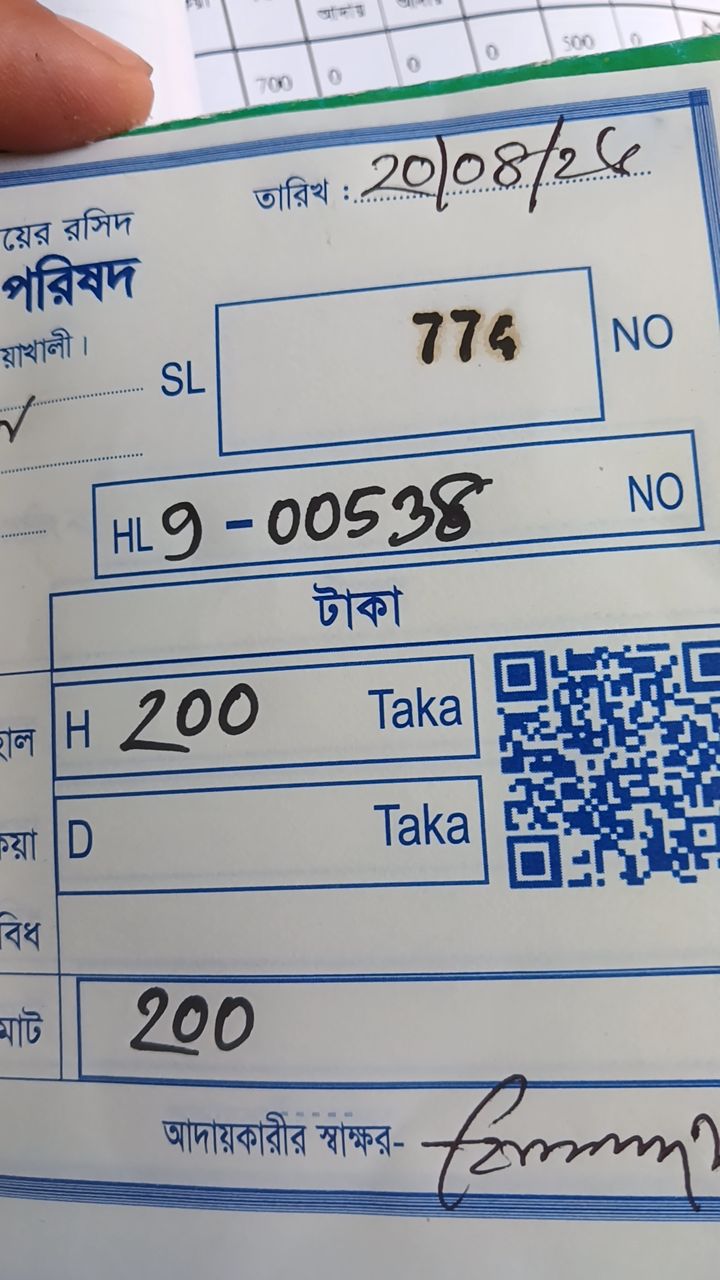 700 0 0 0 500 0
তারিখ : 20/08/26
য়ের রসিদ
পরিষদ
য়াখালী।
SL 774 NO
HL 9-00538 NO
টাকা
হাল H 200 Taka
কেয়া D Taka
বিধ
মোট 200
আদায়কারীর স্বাক্ষর-